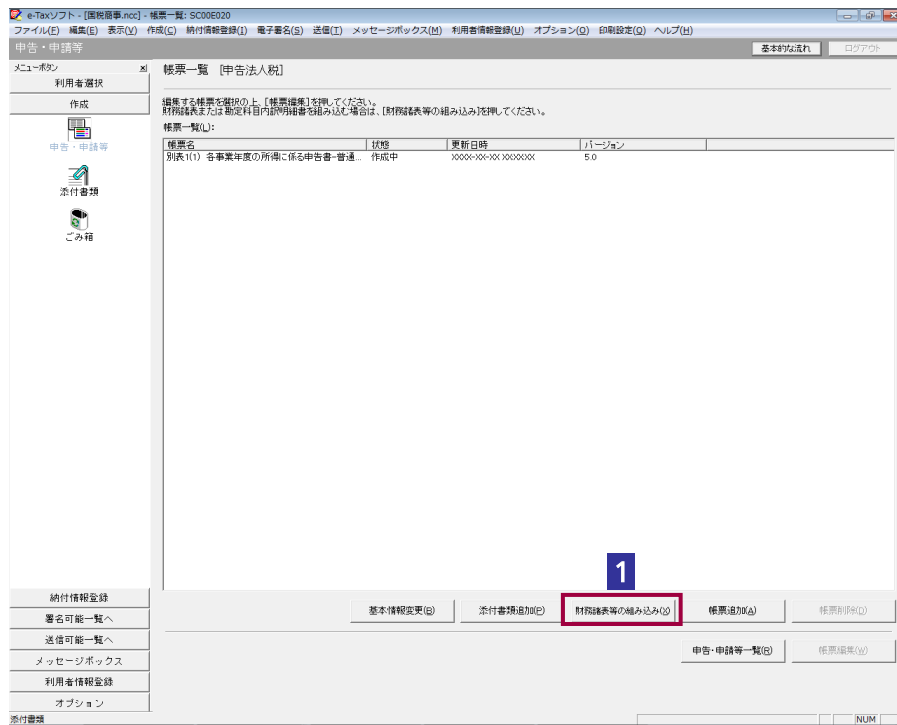 e-Taxソフト - [国税商事.ncc] - 帳票一覧: SC00E020
ファイル(F) 編集(E) 表示(V) 作成(C) 納付情報登録(I) 電子署名(S) 送信(T) メッセージボックス(M) 利用者情報登録(U) オプション(O) 印刷設定(Q) ヘルプ(H)
申告・申請等 基本的な流れ ログアウト
メニューボタン
利用者選択
作成
申告・申請等
添付書類
ごみ箱
帳票一覧 [申告法人税]
編集する帳票を選択の上、[帳票編集]を押してください。
財務諸表または勘定科目内訳明細書を組み込む場合は、[財務諸表等の組み込み]を押してください。
帳票一覧(L):
帳票名 状態 更新日時 バージョン
別表1(1) 各事業年度の所得に係る申告書-普通... 作成中 XXXX-XX-XX XXXXXXX 5.0
1
基本情報変更(B) 添付書類追加(P) 財務諸表等の組み込み(X) 帳票追加(A) 帳票削除(D)
申告・申請等一覧(R) 帳票編集(W)
納付情報登録
署名可能一覧へ
送信可能一覧へ
メッセージボックス
利用者情報登録
オプション
添付書類 NUM